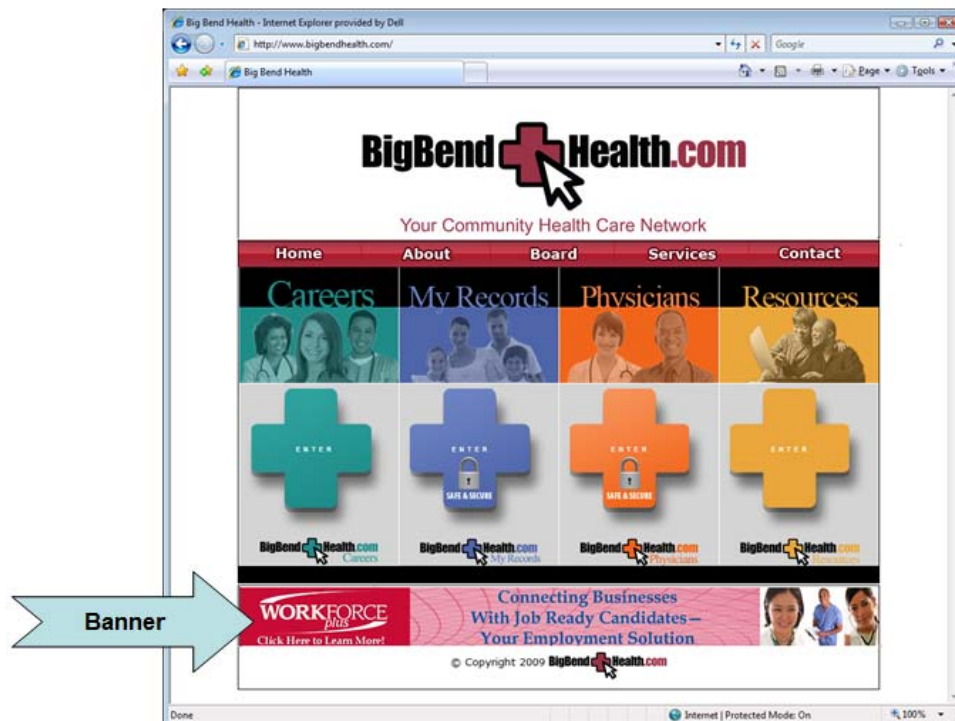 Big Bend Health - Internet Explorer provided by Dell
http://www.bigbendhealth.com/
Google
Big Bend Health
Page
Tools
BigBend Health.com
Your Community Health Care Network
Home About Board Services Contact
Careers My Records Physicians Resources
ENTER ENTER ENTER ENTER
SAFE & SECURE SAFE & SECURE
BigBend Health.com BigBend Health.com BigBend Health.com BigBend Health.com
Careers My Records Physicians Resources
Banner
WORKFORCE
plus
Click Here to Learn More!
Connecting Businesses
With Job Ready Candidates—
Your Employment Solution
© Copyright 2009 BigBend Health.com
Done
Internet | Protected Mode: On
100%